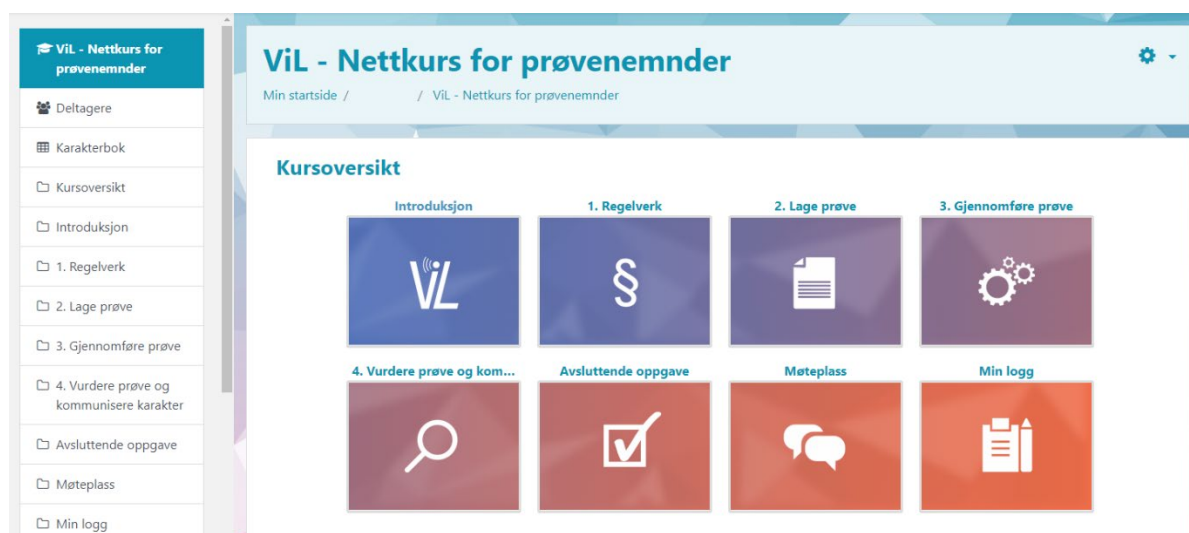 ViL - Nettkurs for
prøvenemnder
Deltagere
Karakterbok
Kursoversikt
Introduksjon
1. Regelverk
2. Lage prøve
3. Gjennomføre prøve
4. Vurdere prøve og
kommunisere karakter
Avsluttende oppgave
Møteplass
Min logg
ViL - Nettkurs for prøvenemnder
Min startside / / ViL - Nettkurs for prøvenemnder
Kursoversikt
Introduksjon 1. Regelverk 2. Lage prøve 3. Gjennomføre prøve
ViL §
4. Vurdere prøve og kom... Avsluttende oppgave Møteplass Min logg